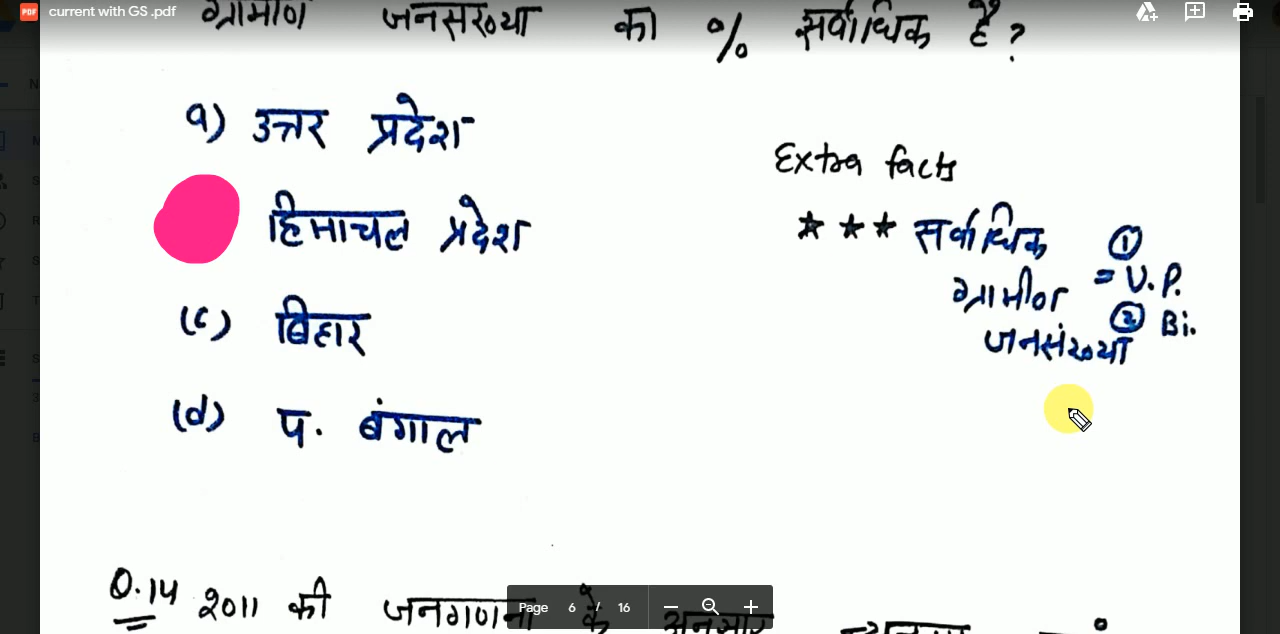 current with GS .pdf
ग्रामीण जनसंख्या का % सर्वाधिक है?
a) उत्तर प्रदेश
हिमाचल प्रदेश
(c) बिहार
(d) प. बंगाल
Extra facts
★ ★ ★ सर्वाधिक ①
ग्रामीण = U.P.
जनसंख्या ② Bi.
Q.14 2011 की जनगणना के अनुसार
Page 6 / 16